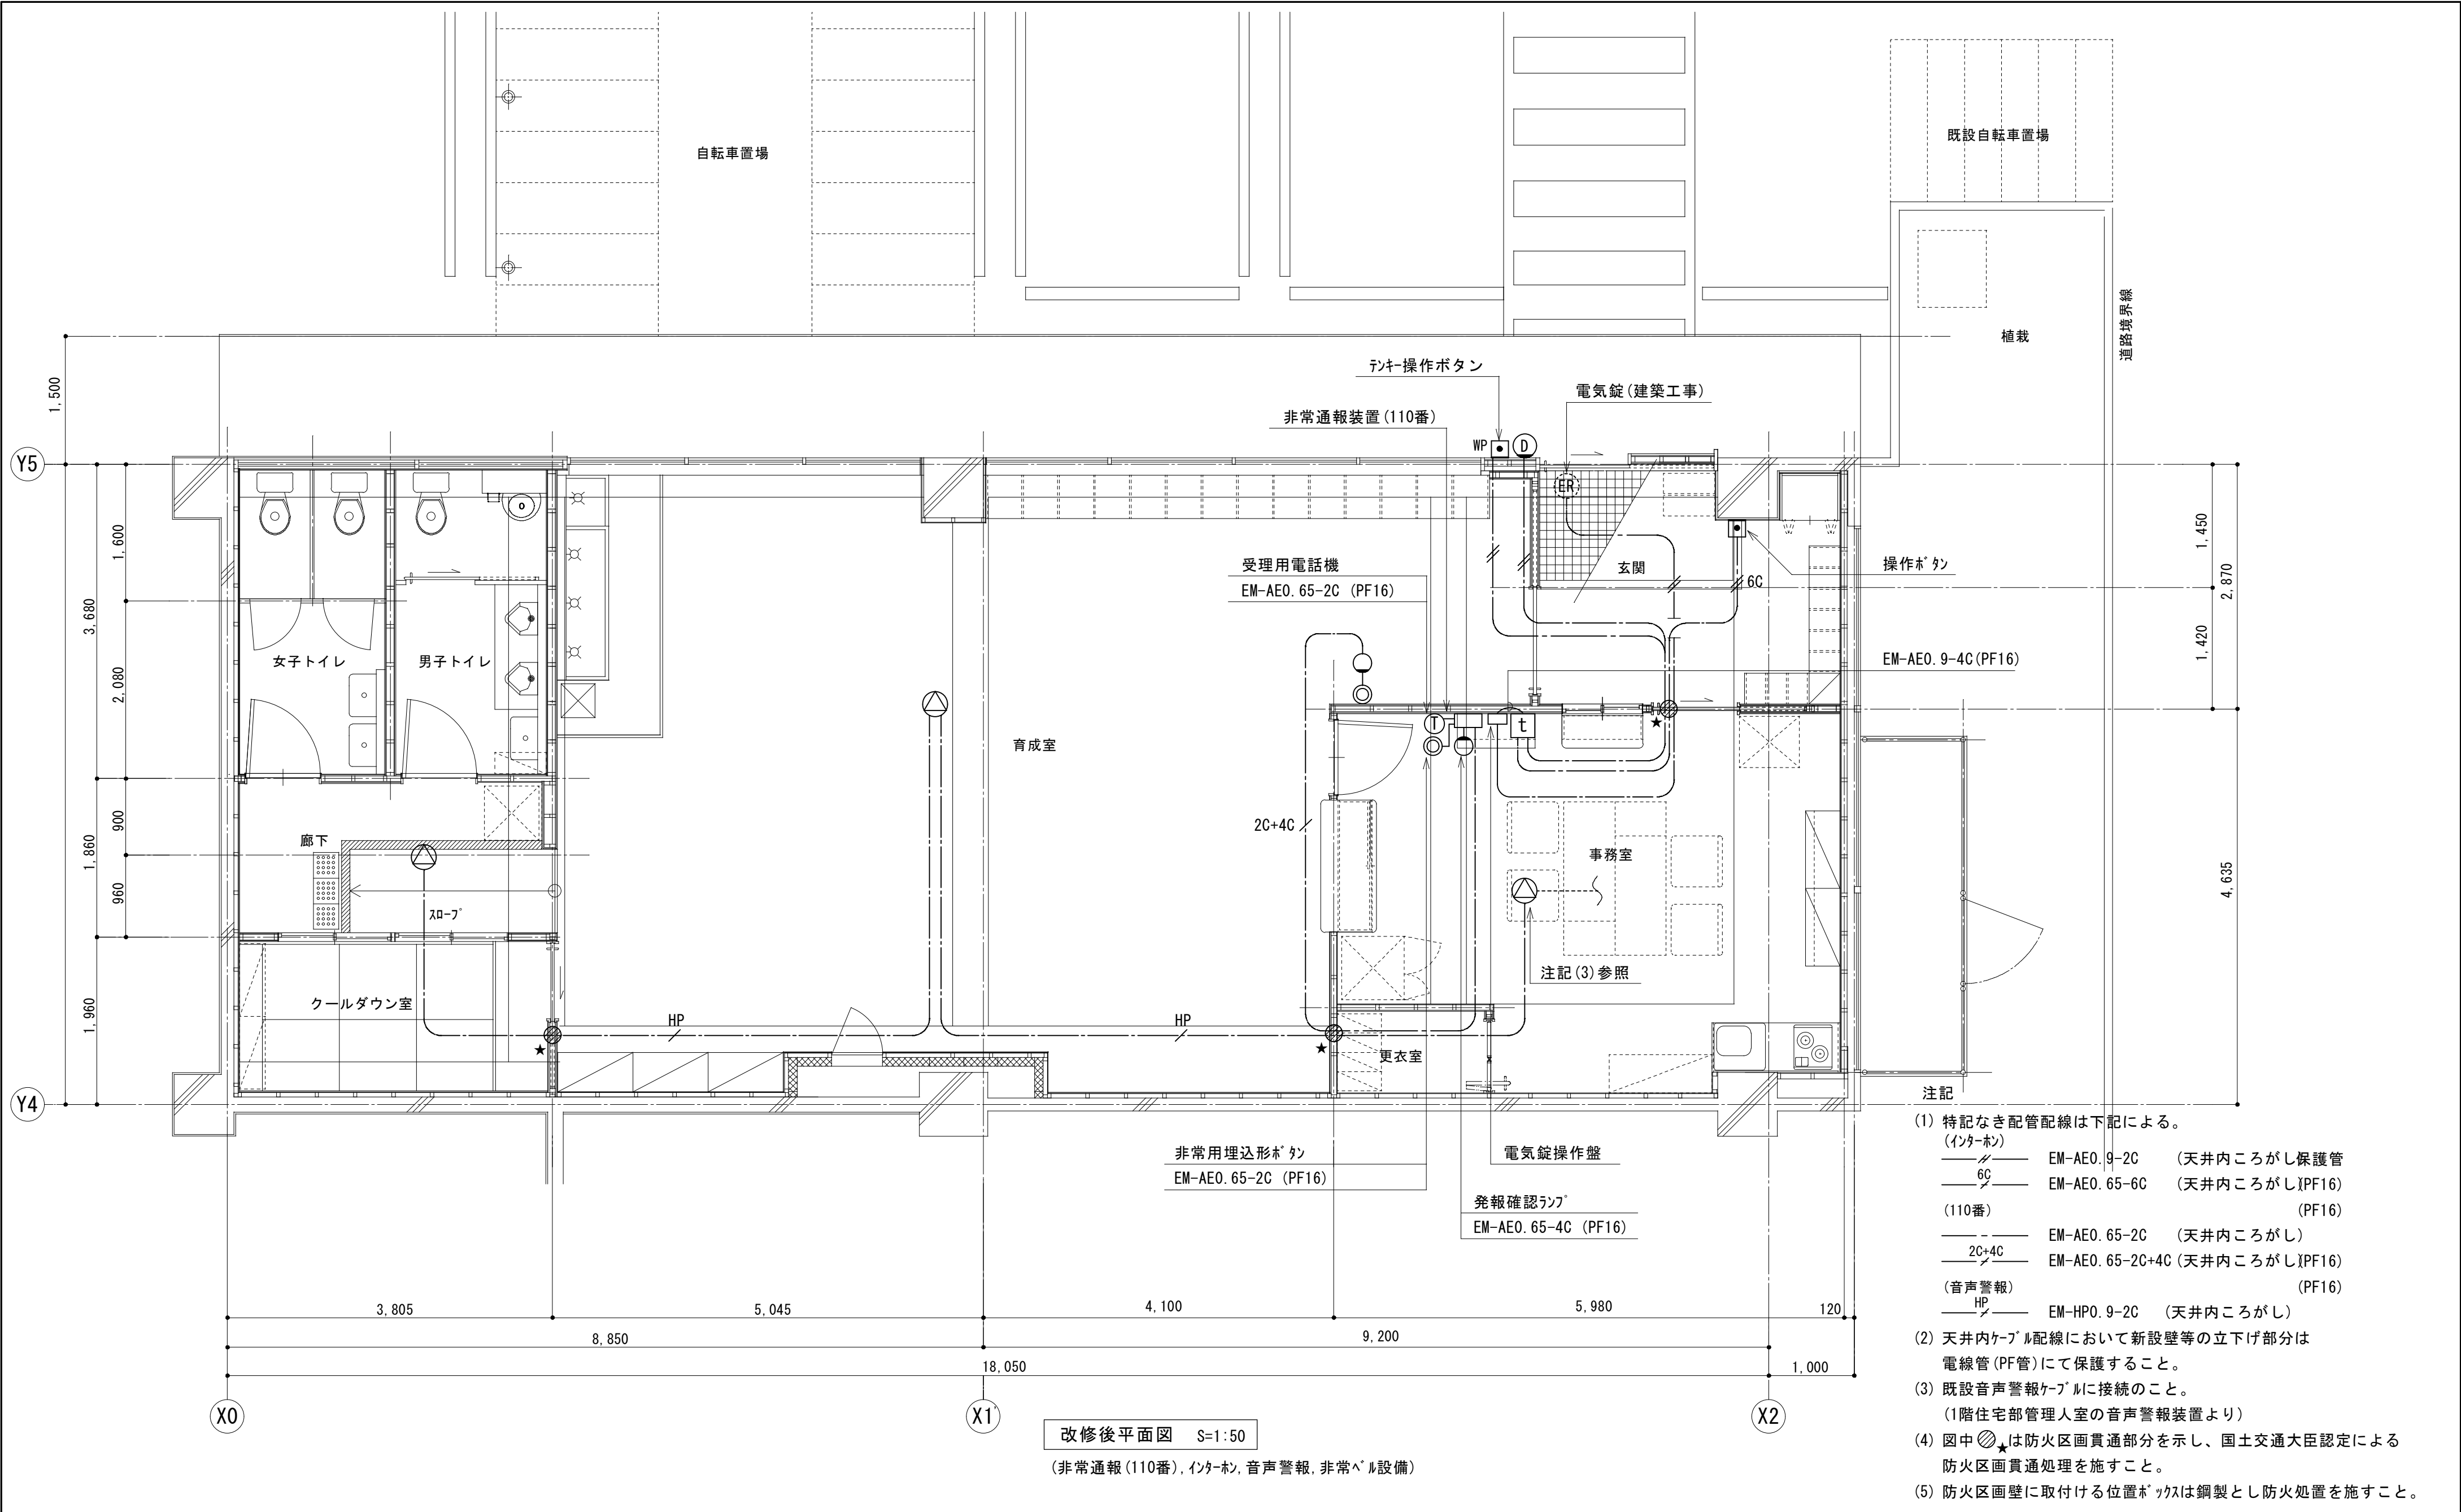 自転車置場
既設自転車置場
植栽
道路境界線
1,500
テンキー操作ボタン
電気錠(建築工事)
非常通報装置(110番)
WP
D
Y5
ER
1,600
3,680
2,080
1,450
2,870
1,420
受理用電話機
EM-AE0.65-2C (PF16)
玄関
6C
操作ボタン
女子トイレ
男子トイレ
EM-AE0.9-4C(PF16)
T
t
★
育成室
900
1,860
960
廊下
スロープ
2C+4C
事務室
4,635
注記(3)参照
クールダウン室
1,960
HP
HP
★
★
更衣室
Y4
非常用埋込形ボタン
EM-AE0.65-2C (PF16)
電気錠操作盤
発報確認ランプ
EM-AE0.65-4C (PF16)
3,805
5,045
4,100
5,980
120
8,850
9,200
18,050
1,000
X0
X1'
X2
改修後平面図 S=1:50
(非常通報(110番),インターホン,音声警報,非常ベル設備)
注記
(1) 特記なき配管配線は下記による。
(インターホン)
EM-AE0.9-2C (天井内ころがし)保護管
6C EM-AE0.65-6C (天井内ころがし)(PF16)
(110番) (PF16)
EM-AE0.65-2C (天井内ころがし)
2C+4C EM-AE0.65-2C+4C (天井内ころがし)(PF16)
(音声警報) (PF16)
HP EM-HP0.9-2C (天井内ころがし)
(2) 天井内ケーブル配線において新設壁等の立下げ部分は
電線管(PF管)にて保護すること。
(3) 既設音声警報ケーブルに接続のこと。
(1階住宅部管理人室の音声警報装置より)
(4) 図中 ★は防火区画貫通部分を示し、国土交通大臣認定による
防火区画貫通処理を施すこと。
(5) 防火区画壁に取付ける位置ボックスは鋼製とし防火処置を施すこと。